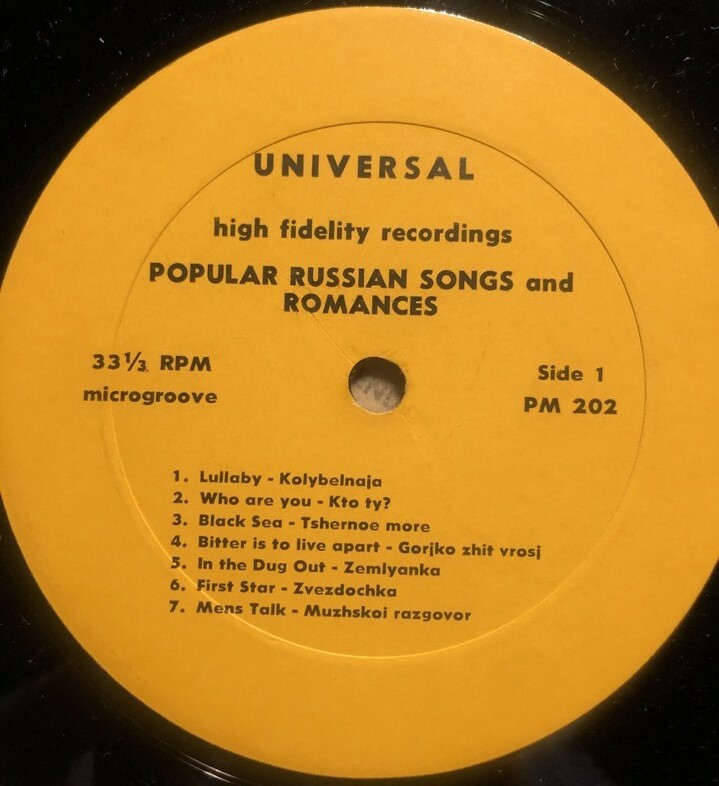 UNIVERSAL
high fidelity recordings
POPULAR RUSSIAN SONGS and
ROMANCES
33 1/3 RPM
microgroove
Side 1
PM 202
1. Lullaby - Kolybelnaja
2. Who are you - Kto ty?
3. Black Sea - Tshernoe more
4. Bitter is to live apart - Gorjko zhit vrosj
5. In the Dug Out - Zemlyanka
6. First Star - Zvezdochka
7. Mens Talk - Muzhskoi razgovor